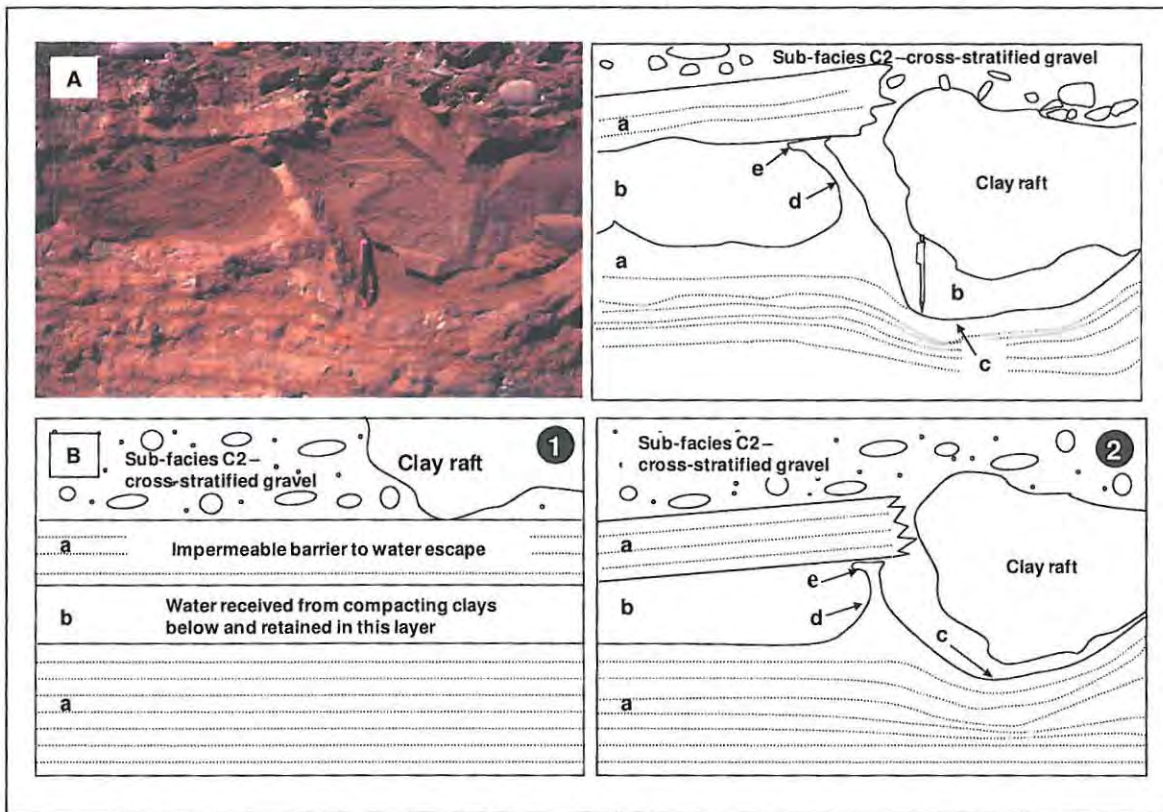 A
Sub-facies C2–cross-stratified gravel
a
e
b
d
Clay raft
a
b
c
B
1
Sub-facies C2–
cross-stratified gravel
Clay raft
a
Impermeable barrier to water escape
b
Water received from compacting clays
below and retained in this layer
a
2
Sub-facies C2–
cross-stratified gravel
a
Clay raft
e
b
d
c
a